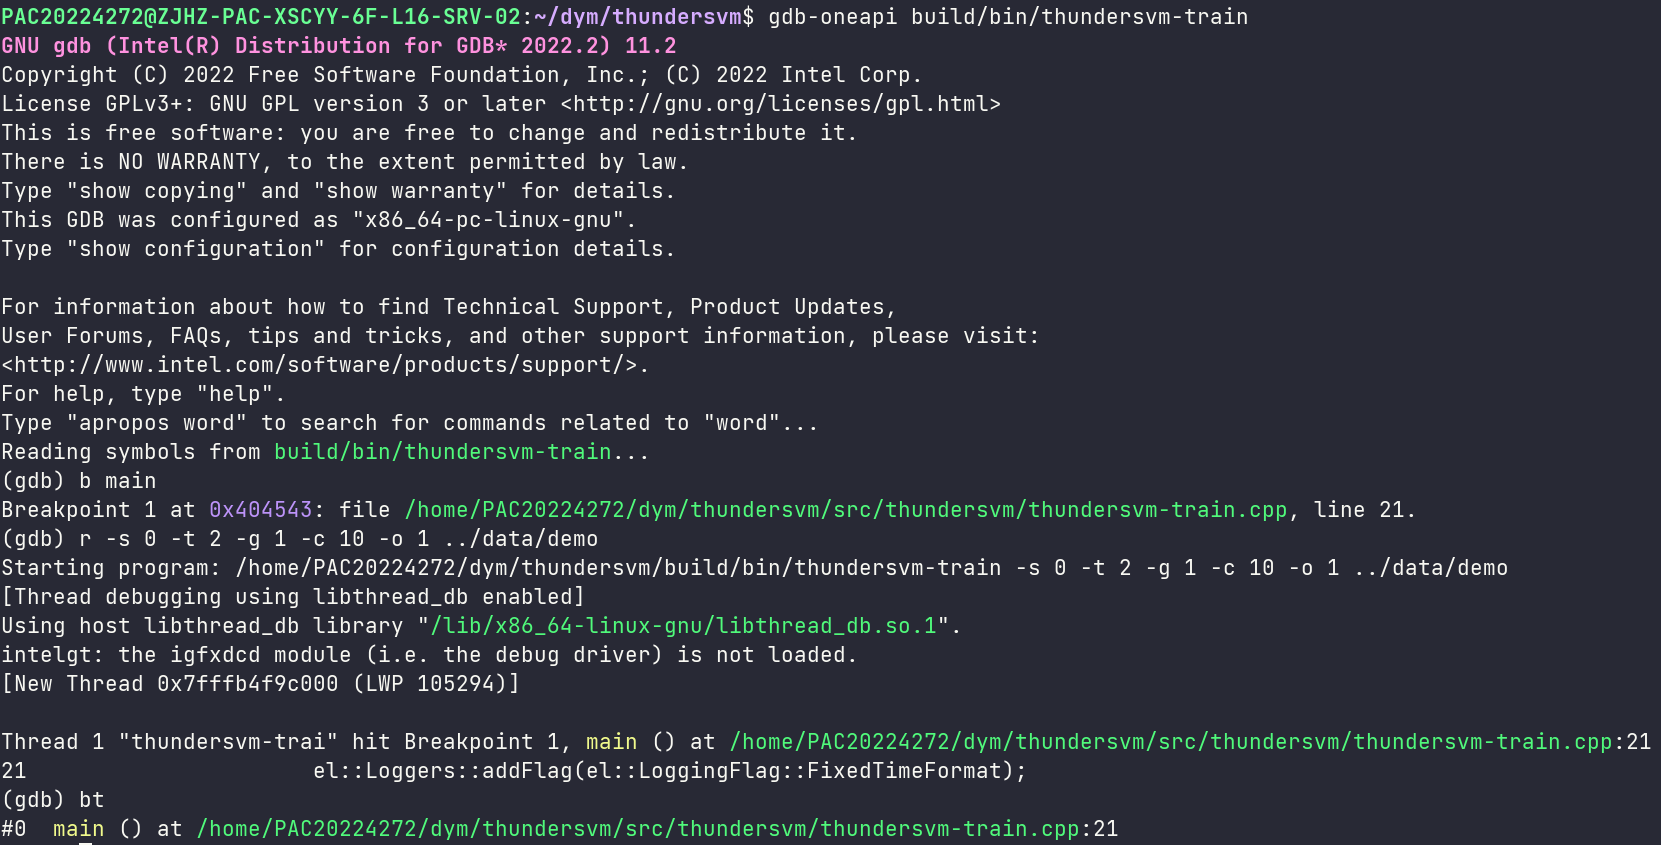 PAC20224272@ZJHZ-PAC-XSCYY-6F-L16-SRV-02:~/dym/thundersvm$ gdb-oneapi build/bin/thundersvm-train
GNU gdb (Intel(R) Distribution for GDB* 2022.2) 11.2
Copyright (C) 2022 Free Software Foundation, Inc.; (C) 2022 Intel Corp.
License GPLv3+: GNU GPL version 3 or later <http://gnu.org/licenses/gpl.html>
This is free software: you are free to change and redistribute it.
There is NO WARRANTY, to the extent permitted by law.
Type "show copying" and "show warranty" for details.
This GDB was configured as "x86_64-pc-linux-gnu".
Type "show configuration" for configuration details.

For information about how to find Technical Support, Product Updates,
User Forums, FAQs, tips and tricks, and other support information, please visit:
<http://www.intel.com/software/products/support/>.
For help, type "help".
Type "apropos word" to search for commands related to "word"...
Reading symbols from build/bin/thundersvm-train...
(gdb) b main
Breakpoint 1 at 0x404543: file /home/PAC20224272/dym/thundersvm/src/thundersvm/thundersvm-train.cpp, line 21.
(gdb) r -s 0 -t 2 -g 1 -c 10 -o 1 ../data/demo
Starting program: /home/PAC20224272/dym/thundersvm/build/bin/thundersvm-train -s 0 -t 2 -g 1 -c 10 -o 1 ../data/demo
[Thread debugging using libthread_db enabled]
Using host libthread_db library "/lib/x86_64-linux-gnu/libthread_db.so.1".
intelgt: the igfxdcd module (i.e. the debug driver) is not loaded.
[New Thread 0x7fffb4f9c000 (LWP 105294)]

Thread 1 "thundersvm-trai" hit Breakpoint 1, main () at /home/PAC20224272/dym/thundersvm/src/thundersvm/thundersvm-train.cpp:21
21                      el::Loggers::addFlag(el::LoggingFlag::FixedTimeFormat);
(gdb) bt
#0  main () at /home/PAC20224272/dym/thundersvm/src/thundersvm/thundersvm-train.cpp:21